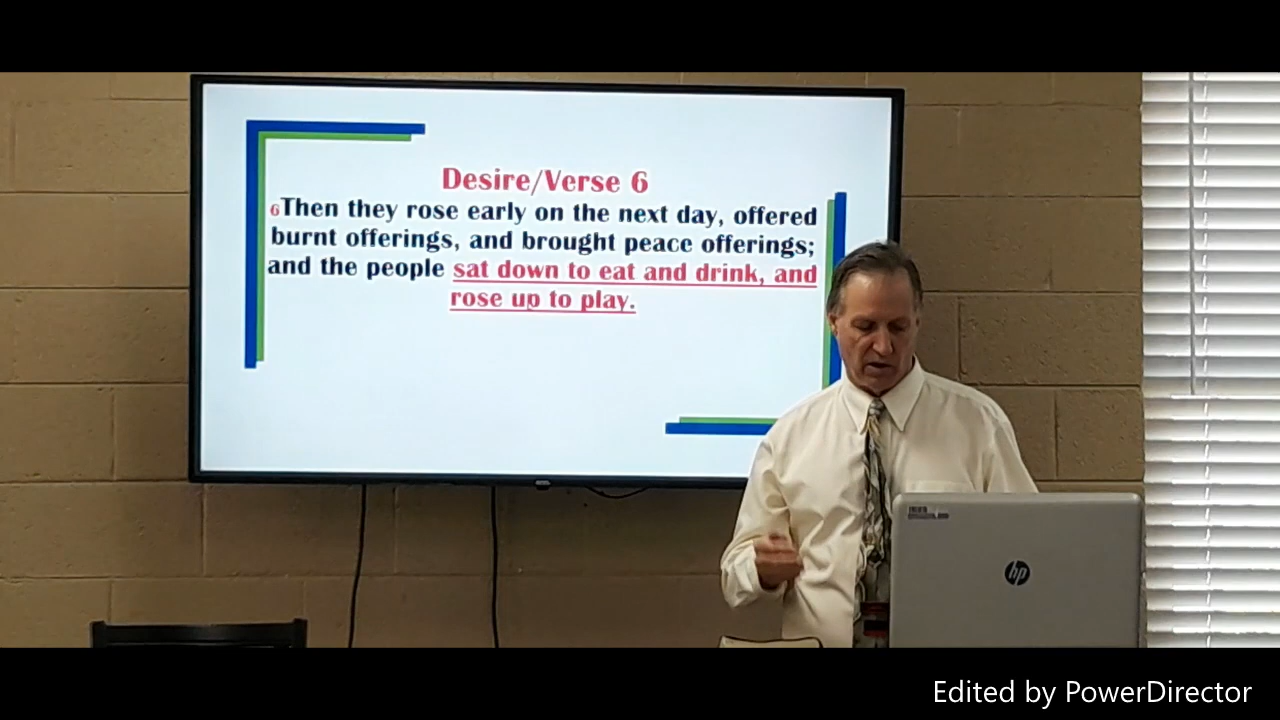 Desire/Verse 6
6Then they rose early on the next day, offered
burnt offerings, and brought peace offerings;
and the people sat down to eat and drink, and
rose up to play.
hp
Edited by PowerDirector